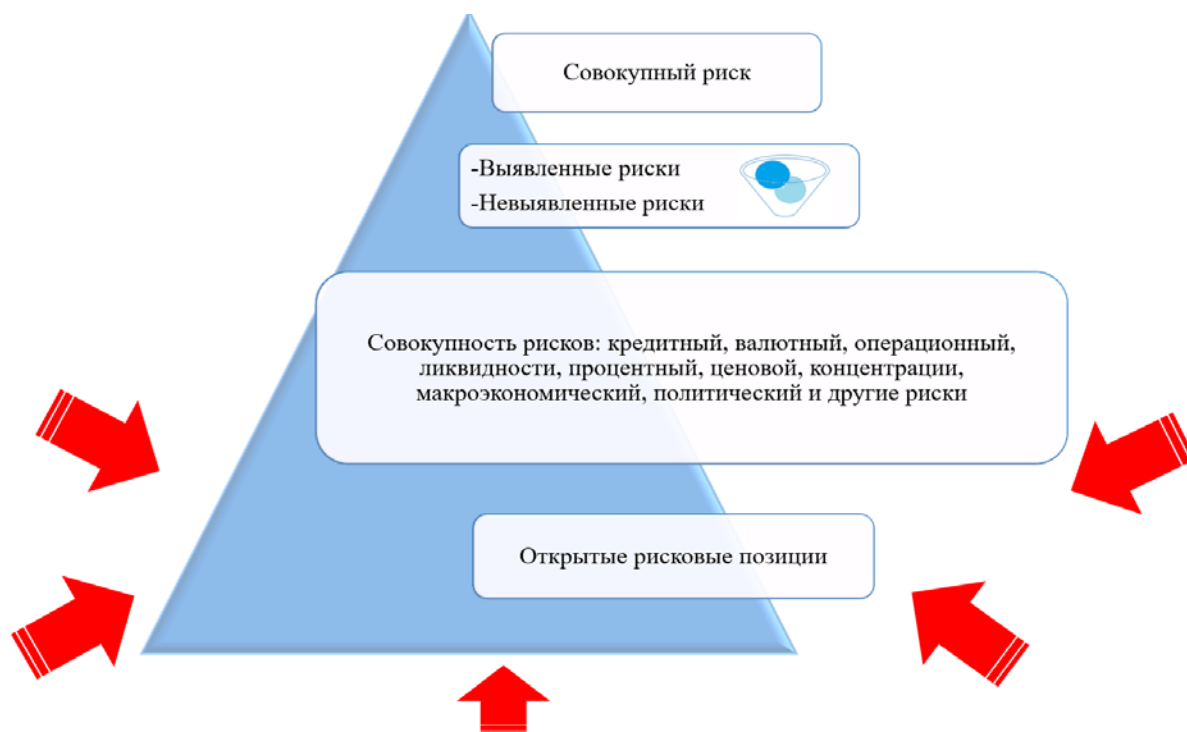 Совокупный риск
-Выявленные риски
-Невыявленные риски
Совокупность рисков: кредитный, валютный, операционный,
ликвидности, процентный, ценовой, концентрации,
макроэкономический, политический и другие риски
Открытые рисковые позиции